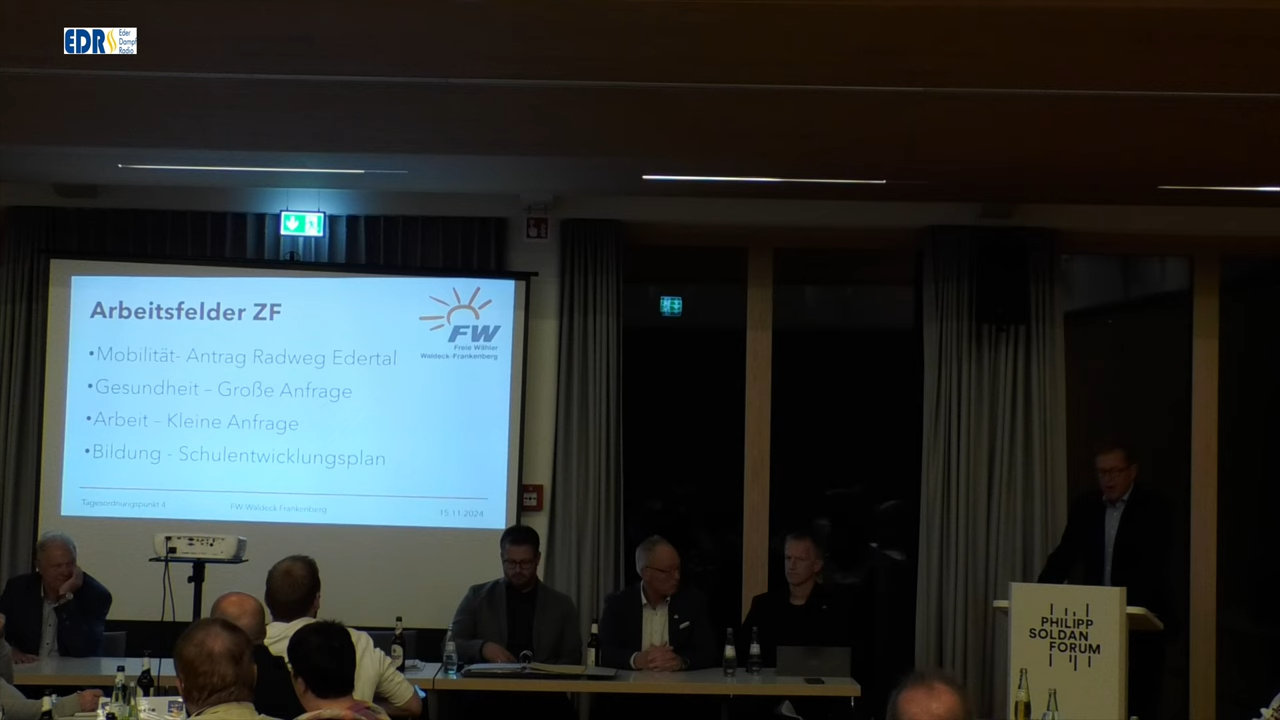 EDR Eder
Dampf
Radio
Arbeitsfelder ZF
FW
Freie Wähler
Waldeck-Frankenberg
•Mobilität- Antrag Radweg Edertal
•Gesundheit – Große Anfrage
•Arbeit – Kleine Anfrage
•Bildung - Schulentwicklungsplan
Tagesordnungspunkt 4 FW Waldeck Frankenberg 15.11.2024
PHILIPP
SOLDAN
FORUM